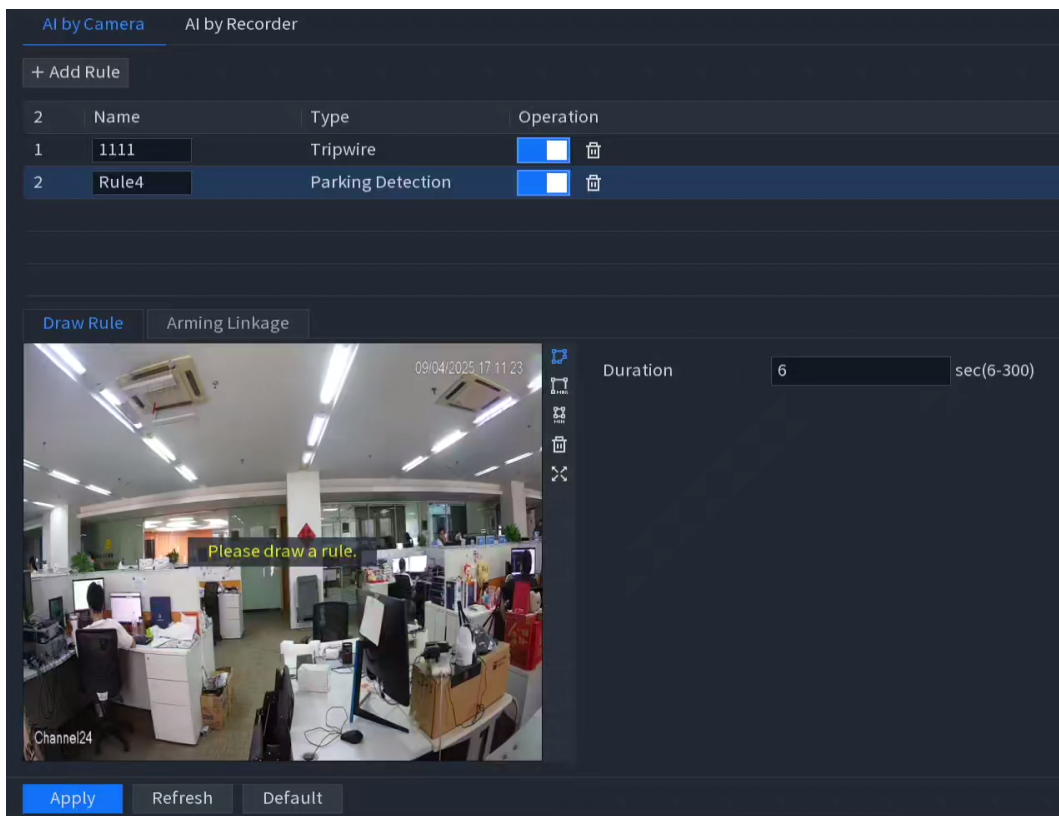 AI by Camera AI by Recorder
+ Add Rule
2 Name Type Operation
1 1111 Tripwire
2 Rule4 Parking Detection
Draw Rule Arming Linkage
09/04/2025 17 11 23
Duration 6 sec(6-300)
Please draw a rule.
Channel24
Apply Refresh Default